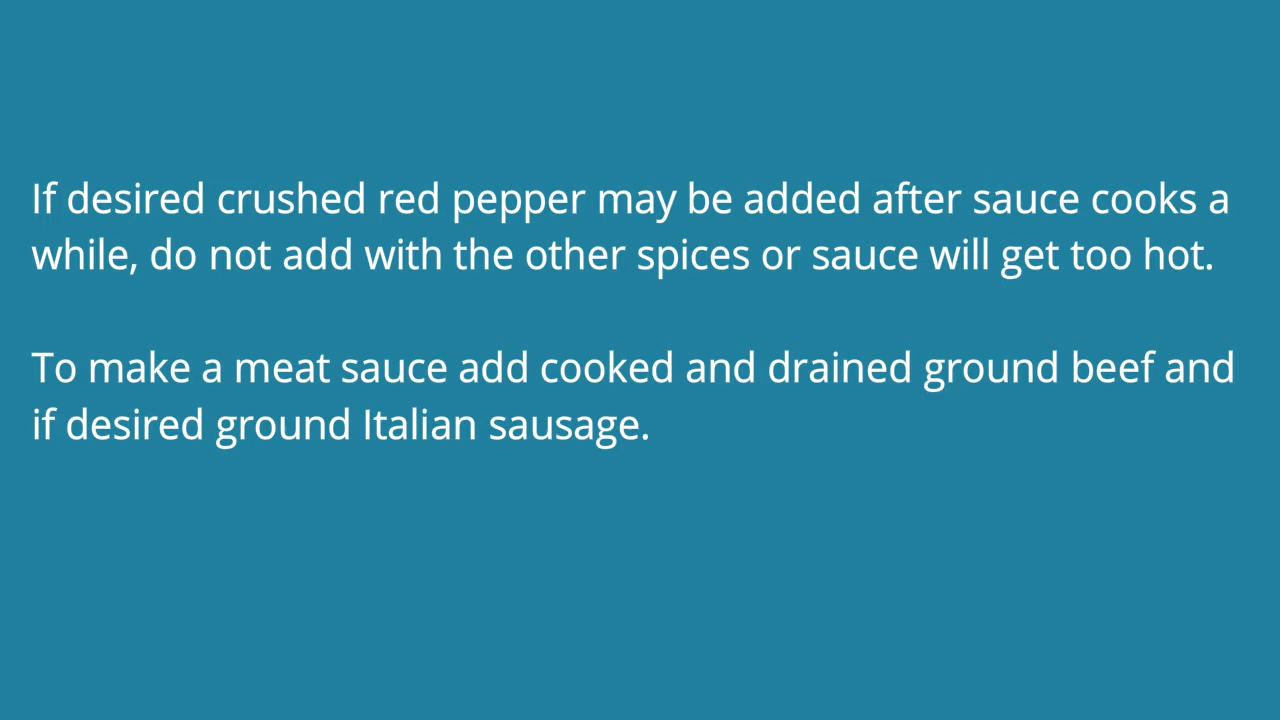 If desired crushed red pepper may be added after sauce cooks a
while, do not add with the other spices or sauce will get too hot.
To make a meat sauce add cooked and drained ground beef and
if desired ground Italian sausage.